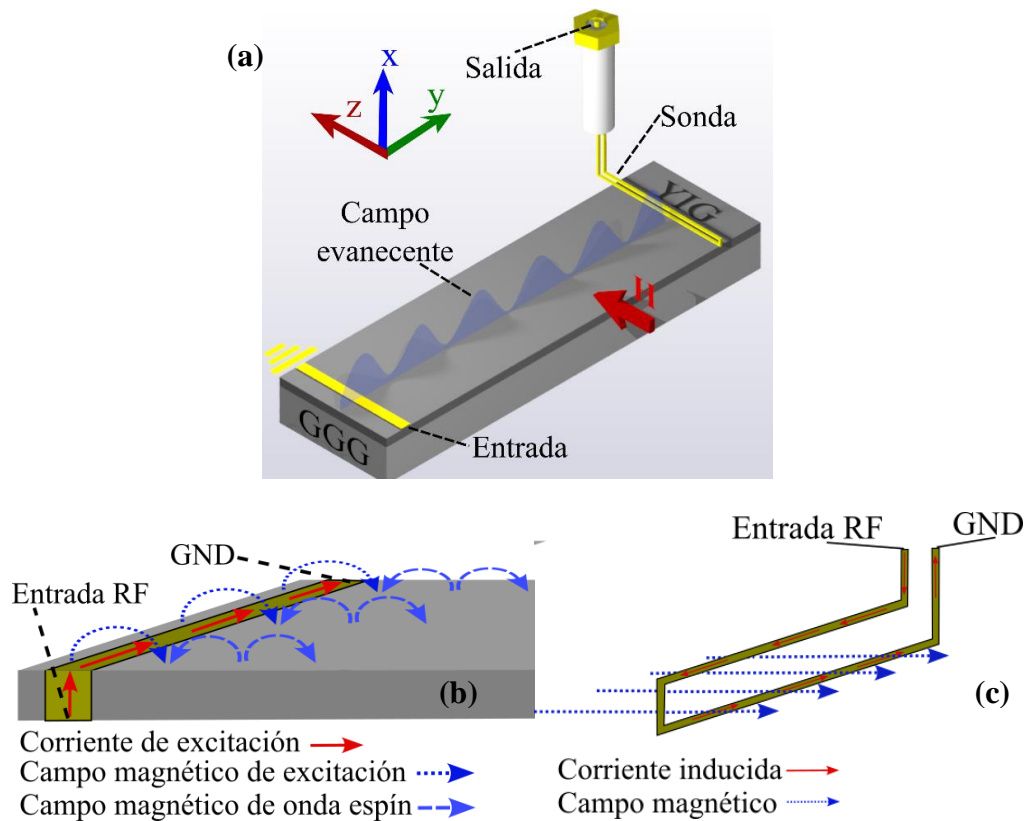 (a)
x
z
y
Salida
Sonda
YIG
Campo
evanecente
H
GGG
Entrada
Entrada RF
GND
(b)
Corriente de excitación
Campo magnético de excitación
Campo magnético de onda espín
Entrada RF
GND
(c)
Corriente inducida
Campo magnético